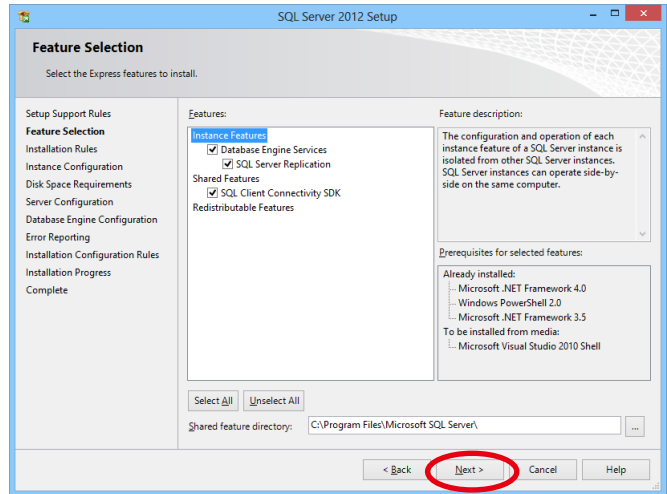 SQL Server 2012 Setup
Feature Selection
Select the Express features to install.
Setup Support Rules
Feature Selection
Installation Rules
Instance Configuration
Disk Space Requirements
Server Configuration
Database Engine Configuration
Error Reporting
Installation Configuration Rules
Installation Progress
Complete
Features:
Instance Features
Database Engine Services
SQL Server Replication
Shared Features
SQL Client Connectivity SDK
Redistributable Features
Feature description:
The configuration and operation of each
instance feature of a SQL Server instance is
isolated from other SQL Server instances.
SQL Server instances can operate side-by-
side on the same computer.
Prerequisites for selected features:
Already installed:
Microsoft .NET Framework 4.0
Windows PowerShell 2.0
Microsoft .NET Framework 3.5
To be installed from media:
Microsoft Visual Studio 2010 Shell
Select All Unselect All
Shared feature directory: C:\Program Files\Microsoft SQL Server\ ...
< Back Next > Cancel Help